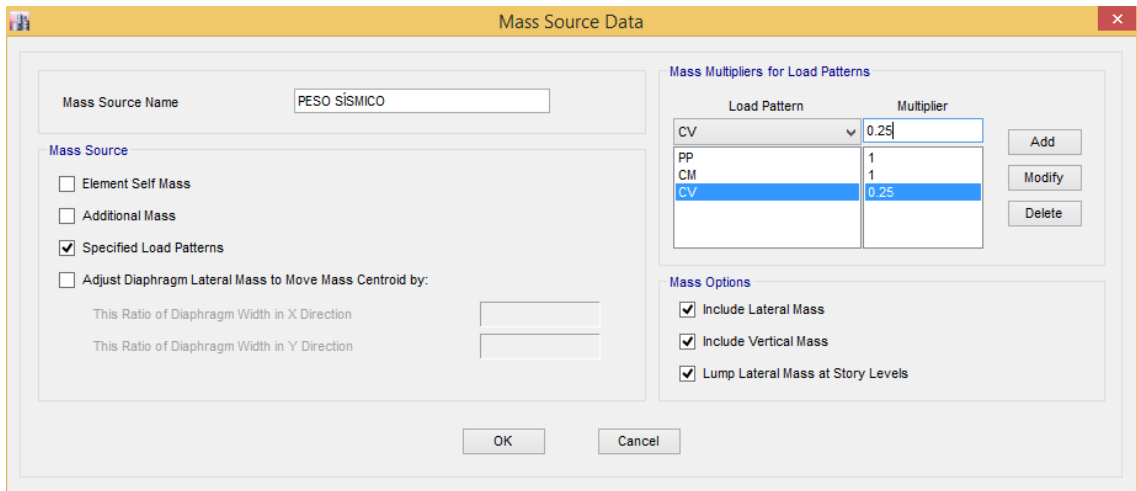 Mass Source Data
Mass Source Name
PESO SÍSMICO
Mass Source
Element Self Mass
Additional Mass
Specified Load Patterns
Adjust Diaphragm Lateral Mass to Move Mass Centroid by:
This Ratio of Diaphragm Width in X Direction
This Ratio of Diaphragm Width in Y Direction
Mass Multipliers for Load Patterns
Load Pattern Multiplier
CV 0.25
PP 1
CM 1
CV 0.25
Add
Modify
Delete
Mass Options
Include Lateral Mass
Include Vertical Mass
Lump Lateral Mass at Story Levels
OK Cancel